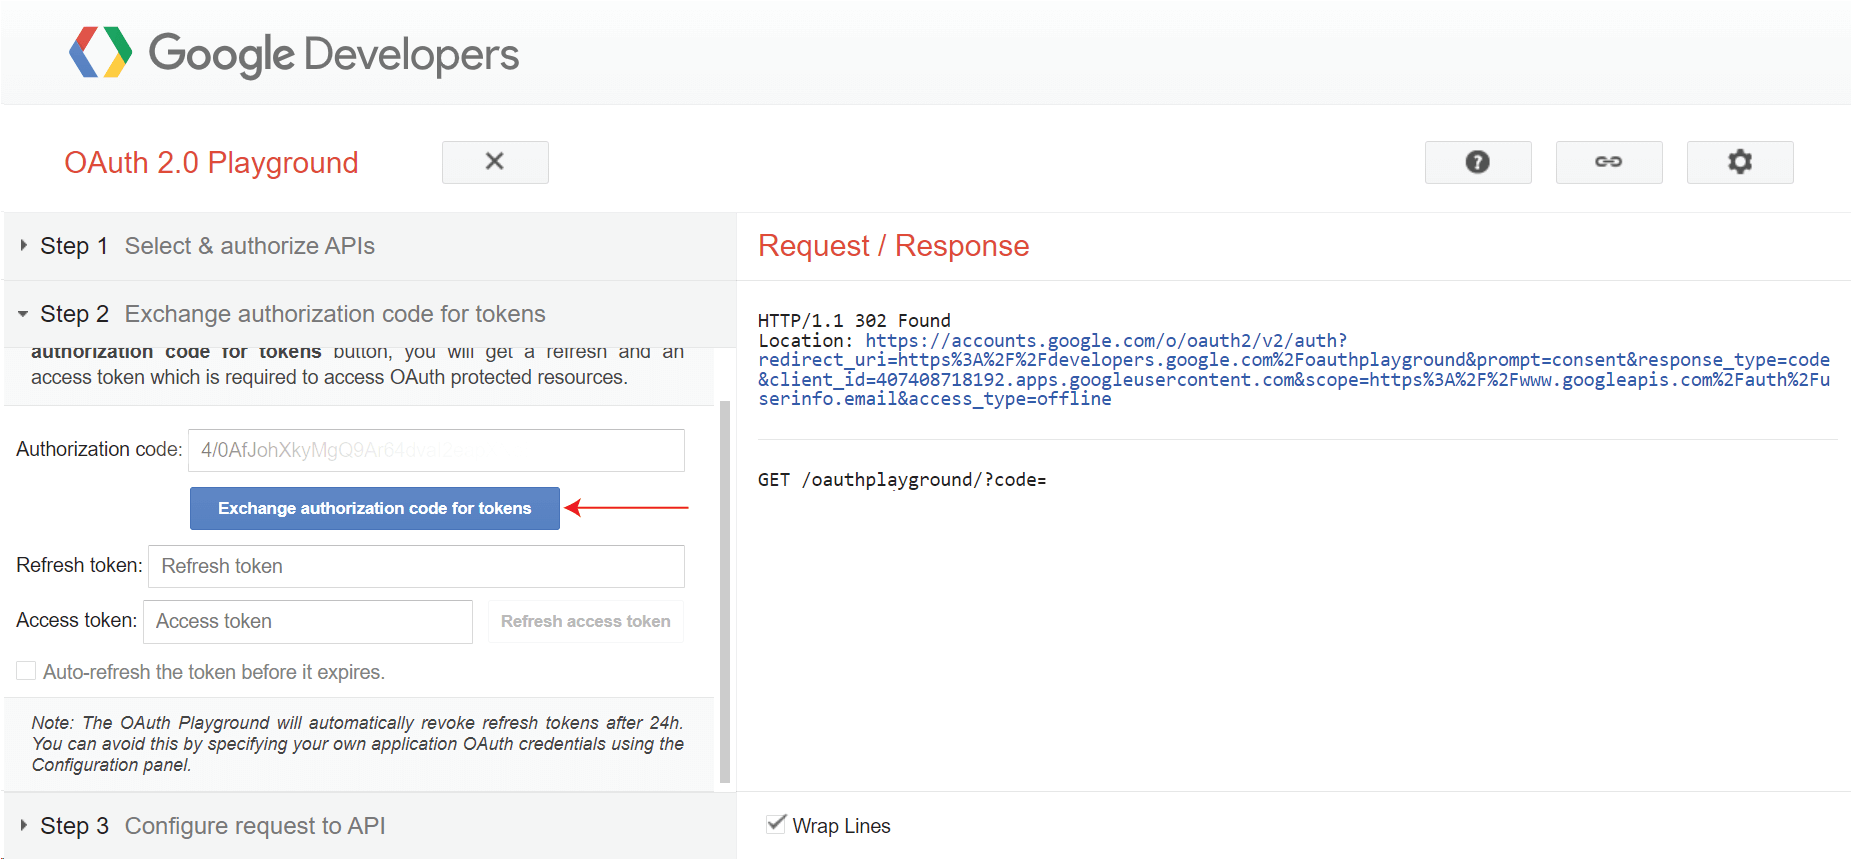 Google Developers
OAuth 2.0 Playground
Step 1 Select & authorize APIs
Step 2 Exchange authorization code for tokens
authorization code for tokens button, you will get a refresh and an
access token which is required to access OAuth protected resources.
Authorization code: 4/0AfJohXkyMgQ9Ar64dvaf2
Exchange authorization code for tokens
Refresh token: Refresh token
Access token: Access token Refresh access token
Auto-refresh the token before it expires.
Note: The OAuth Playground will automatically revoke refresh tokens after 24h.
You can avoid this by specifying your own application OAuth credentials using the
Configuration panel.
Step 3 Configure request to API
Request / Response
HTTP/1.1 302 Found
Location: https://accounts.google.com/o/oauth2/v2/auth?
redirect_uri=https%3A%2F%2Fdevelopers.google.com%2Foauthplayground&prompt=consent&response_type=code
&client_id=407408718192.apps.googleusercontent.com&scope=https%3A%2F%2Fwww.googleapis.com%2Fauth%2Fu
serinfo.email&access_type=offline
GET /oauthplayground/?code=
Wrap Lines